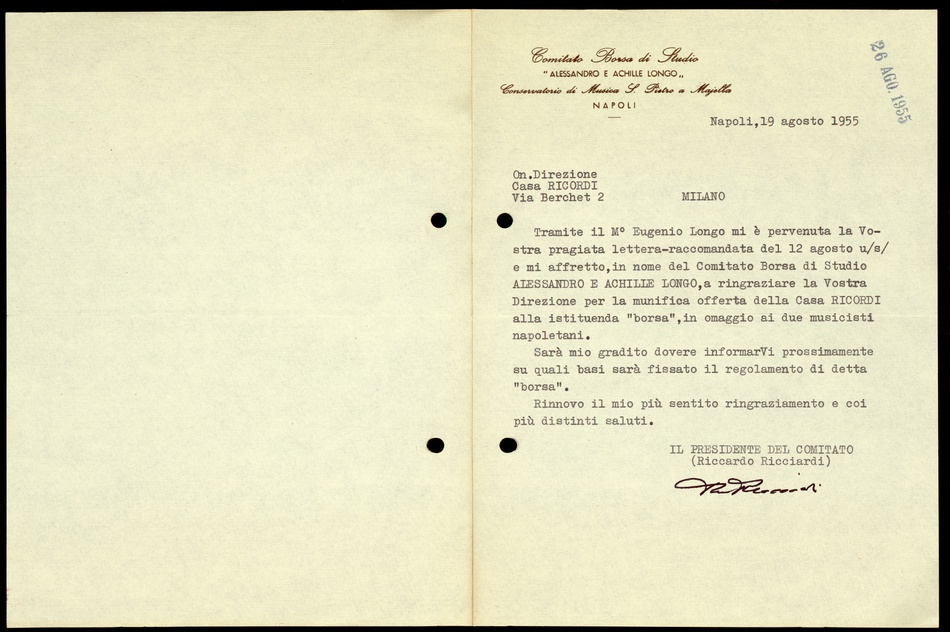 Comitato Borsa di Studio
"ALESSANDRO E ACHILLE LONGO„
Conservatorio di Musica S. Pietro a Majella
NAPOLI
26 AGO. 1955
Napoli,19 agosto 1955
On.Direzione
Casa RICORDI
Via Berchet 2 MILANO
Tramite il M° Eugenio Longo mi è pervenuta la Vo-
stra pragiata lettera-raccomandata del 12 agosto u/s/
e mi affretto,in nome del Comitato Borsa di Studio
ALESSANDRO E ACHILLE LONGO,a ringraziare la Vostra
Direzione per la munifica offerta della Casa RICORDI
alla istituenda "borsa",in omaggio ai due musicisti
napoletani.
Sarà mio gradito dovere informarVi prossimamente
su quali basi sarà fissato il regolamento di detta
"borsa".
Rinnovo il mio più sentito ringraziamento e coi
più distinti saluti.
IL PRESIDENTE DEL COMITATO
(Riccardo Ricciardi)
R. Ricciardi